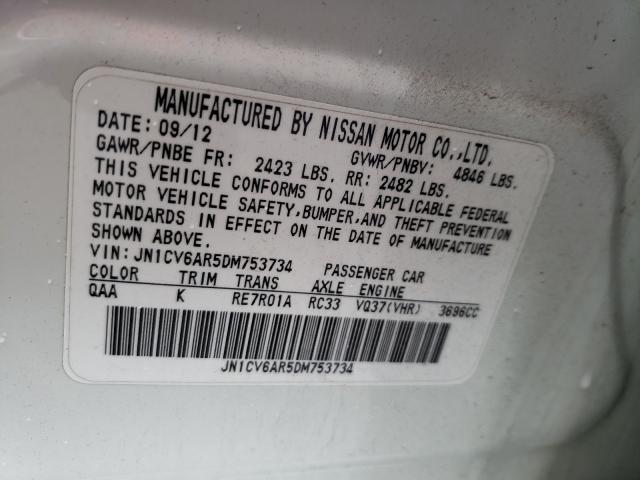 MANUFACTURED BY NISSAN MOTOR CO.,LTD.
DATE: 09/12 GVWR/PNBV: 4846 LBS.
GAWR/PNBE FR: 2423 LBS. RR: 2482 LBS.
THIS VEHICLE CONFORMS TO ALL APPLICABLE FEDERAL
MOTOR VEHICLE SAFETY,BUMPER,AND THEFT PREVENTION
STANDARDS IN EFFECT ON THE DATE OF MANUFACTURE
SHOWN ABOVE.
VIN: JN1CV6AR5DM753734 PASSENGER CAR
COLOR TRIM TRANS AXLE ENGINE
QAA K RE7R01A RC33 VQ37(VHR) 3696CC
JN1CV6AR5DM753734